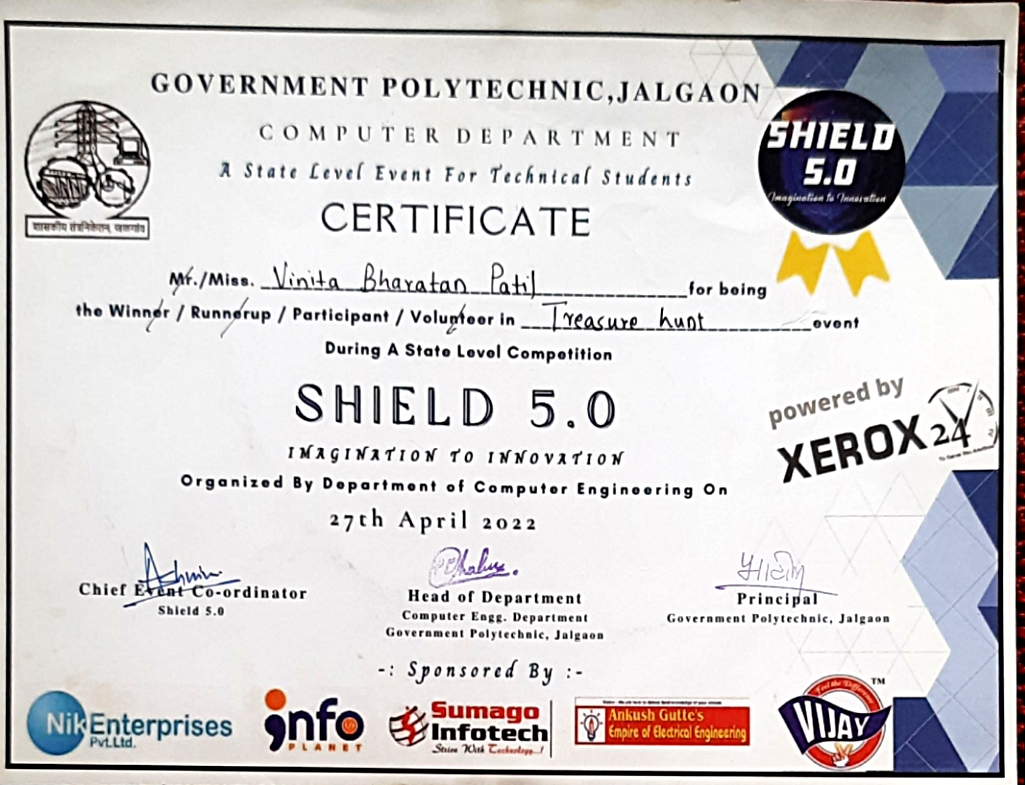 GOVERNMENT POLYTECHNIC,JALGAON
COMPUTER DEPARTMENT
A State Level Event For Technical Students
SHIELD
5.0
Imagination to Innovation
शासकीय तंत्रनिकेतन, जळगांव
CERTIFICATE
Mr./Miss. Vinita Bharatan Patil for being
the Winner / Runnerup / Participant / Volunteer in Treasure hunt event
During A State Level Competition
SHIELD 5.0
powered by
XEROX 24
IMAGINATION TO INNOVATION
Organized By Department of Computer Engineering On
27th April 2022
Chief Event Co-ordinator
Shield 5.0
Head of Department
Computer Engg. Department
Government Polytechnic, Jalgaon
Principal
Government Polytechnic, Jalgaon
-: Sponsored By :-
Nik Enterprises
Pvt.Ltd.
info
PLANET
Sumago
Infotech
Strive With Technology..!
Ankush Gutte's
Empire of Electrical Engineering
Feel the Difference
VIJAY
TM